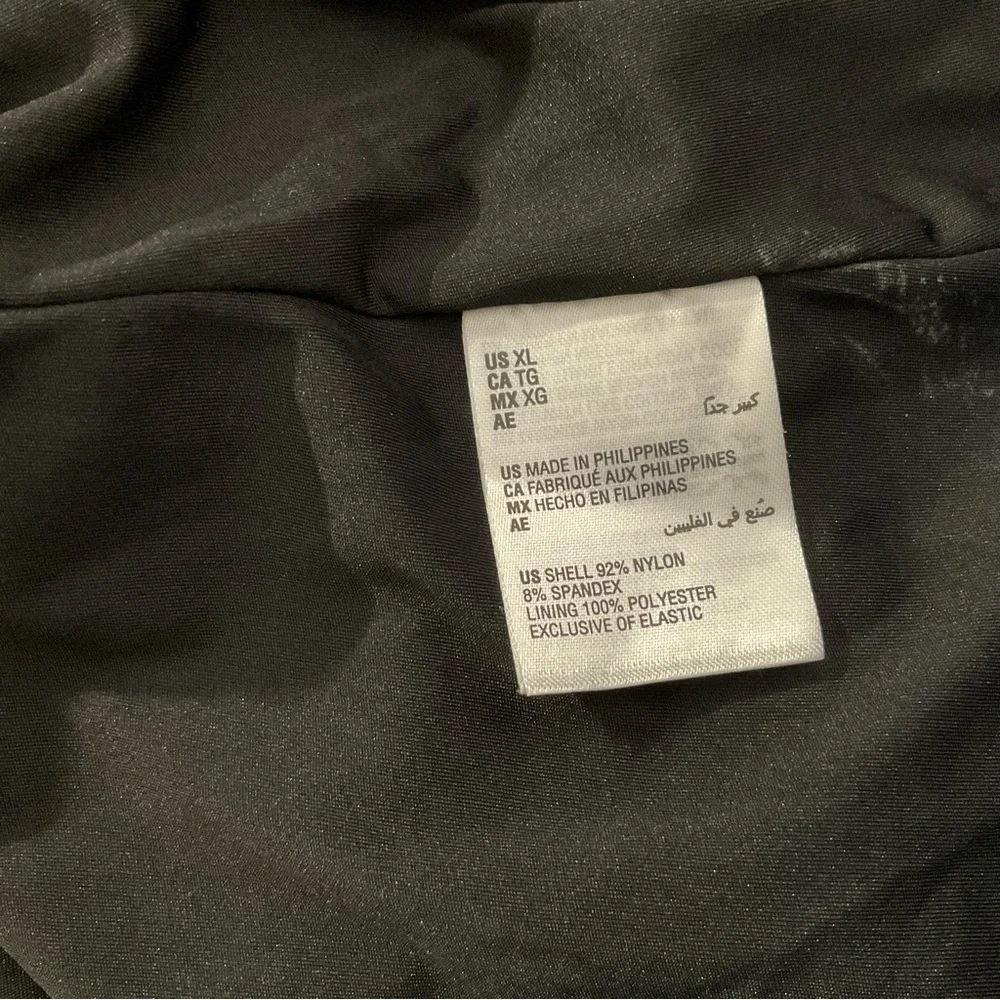 US XL
CA TG
MX XG
AE كبير جدًا
US MADE IN PHILIPPINES
CA FABRIQUÉ AUX PHILIPPINES
MX HECHO EN FILIPINAS
AE صُنع في الفلبين
US SHELL 92% NYLON
8% SPANDEX
LINING 100% POLYESTER
EXCLUSIVE OF ELASTIC